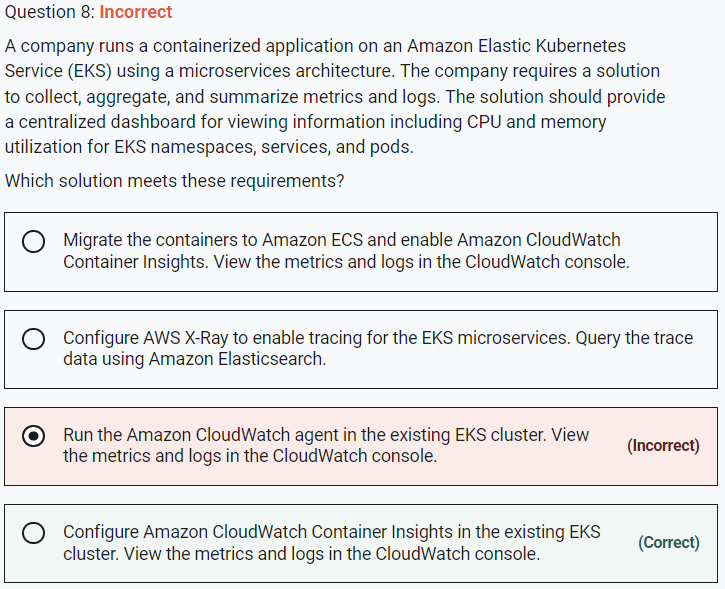 Question 8: Incorrect
A company runs a containerized application on an Amazon Elastic Kubernetes
Service (EKS) using a microservices architecture. The company requires a solution
to collect, aggregate, and summarize metrics and logs. The solution should provide
a centralized dashboard for viewing information including CPU and memory
utilization for EKS namespaces, services, and pods.
Which solution meets these requirements?
Migrate the containers to Amazon ECS and enable Amazon CloudWatch
Container Insights. View the metrics and logs in the CloudWatch console.
Configure AWS X-Ray to enable tracing for the EKS microservices. Query the trace
data using Amazon Elasticsearch.
Run the Amazon CloudWatch agent in the existing EKS cluster. View
the metrics and logs in the CloudWatch console.
(Incorrect)
Configure Amazon CloudWatch Container Insights in the existing EKS
cluster. View the metrics and logs in the CloudWatch console.
(Correct)